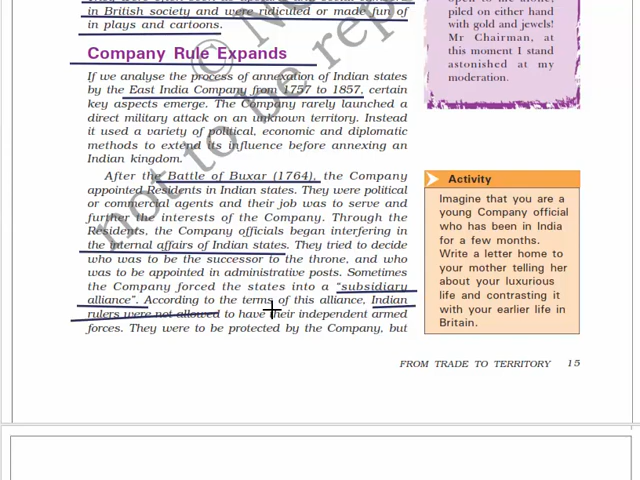 in British society and were ridiculed or made fun of
in plays and cartoons.
piled on either hand
with gold and jewels!
Mr Chairman, at
this moment I stand
astonished at my
moderation.
Company Rule Expands
If we analyse the process of annexation of Indian states
by the East India Company from 1757 to 1857, certain
key aspects emerge. The Company rarely launched a
direct military attack on an unknown territory. Instead
it used a variety of political, economic and diplomatic
methods to extend its influence before annexing an
Indian kingdom.
After the Battle of Buxar (1764), the Company
appointed Residents in Indian states. They were political
or commercial agents and their job was to serve and
further the interests of the Company. Through the
Residents, the Company officials began interfering in
the internal affairs of Indian states. They tried to decide
who was to be the successor to the throne, and who
was to be appointed in administrative posts. Sometimes
the Company forced the states into a "subsidiary
alliance". According to the terms of this alliance, Indian
rulers were not allowed to have their independent armed
forces. They were to be protected by the Company, but
Activity
Imagine that you are a
young Company official
who has been in India
for a few months.
Write a letter home to
your mother telling her
about your luxurious
life and contrasting it
with your earlier life in
Britain.
FROM TRADE TO TERRITORY 15
not to be rep